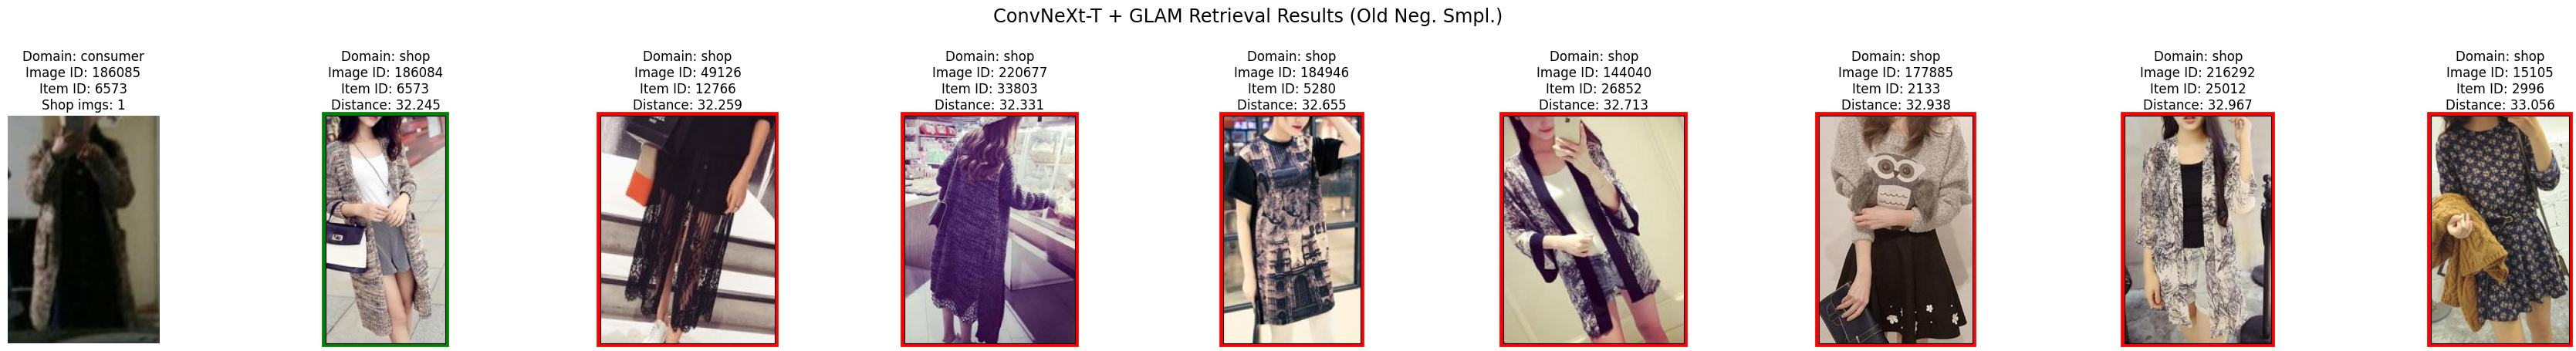 ConvNeXt-T + GLAM Retrieval Results (Old Neg. Smpl.)
Domain: consumer
Image ID: 186085
Item ID: 6573
Shop imgs: 1
Domain: shop
Image ID: 186084
Item ID: 6573
Distance: 32.245
Domain: shop
Image ID: 49126
Item ID: 12766
Distance: 32.259
Domain: shop
Image ID: 220677
Item ID: 33803
Distance: 32.331
Domain: shop
Image ID: 184946
Item ID: 5280
Distance: 32.655
Domain: shop
Image ID: 144040
Item ID: 26852
Distance: 32.713
Domain: shop
Image ID: 177885
Item ID: 2133
Distance: 32.938
Domain: shop
Image ID: 216292
Item ID: 25012
Distance: 32.967
Domain: shop
Image ID: 15105
Item ID: 2996
Distance: 33.056